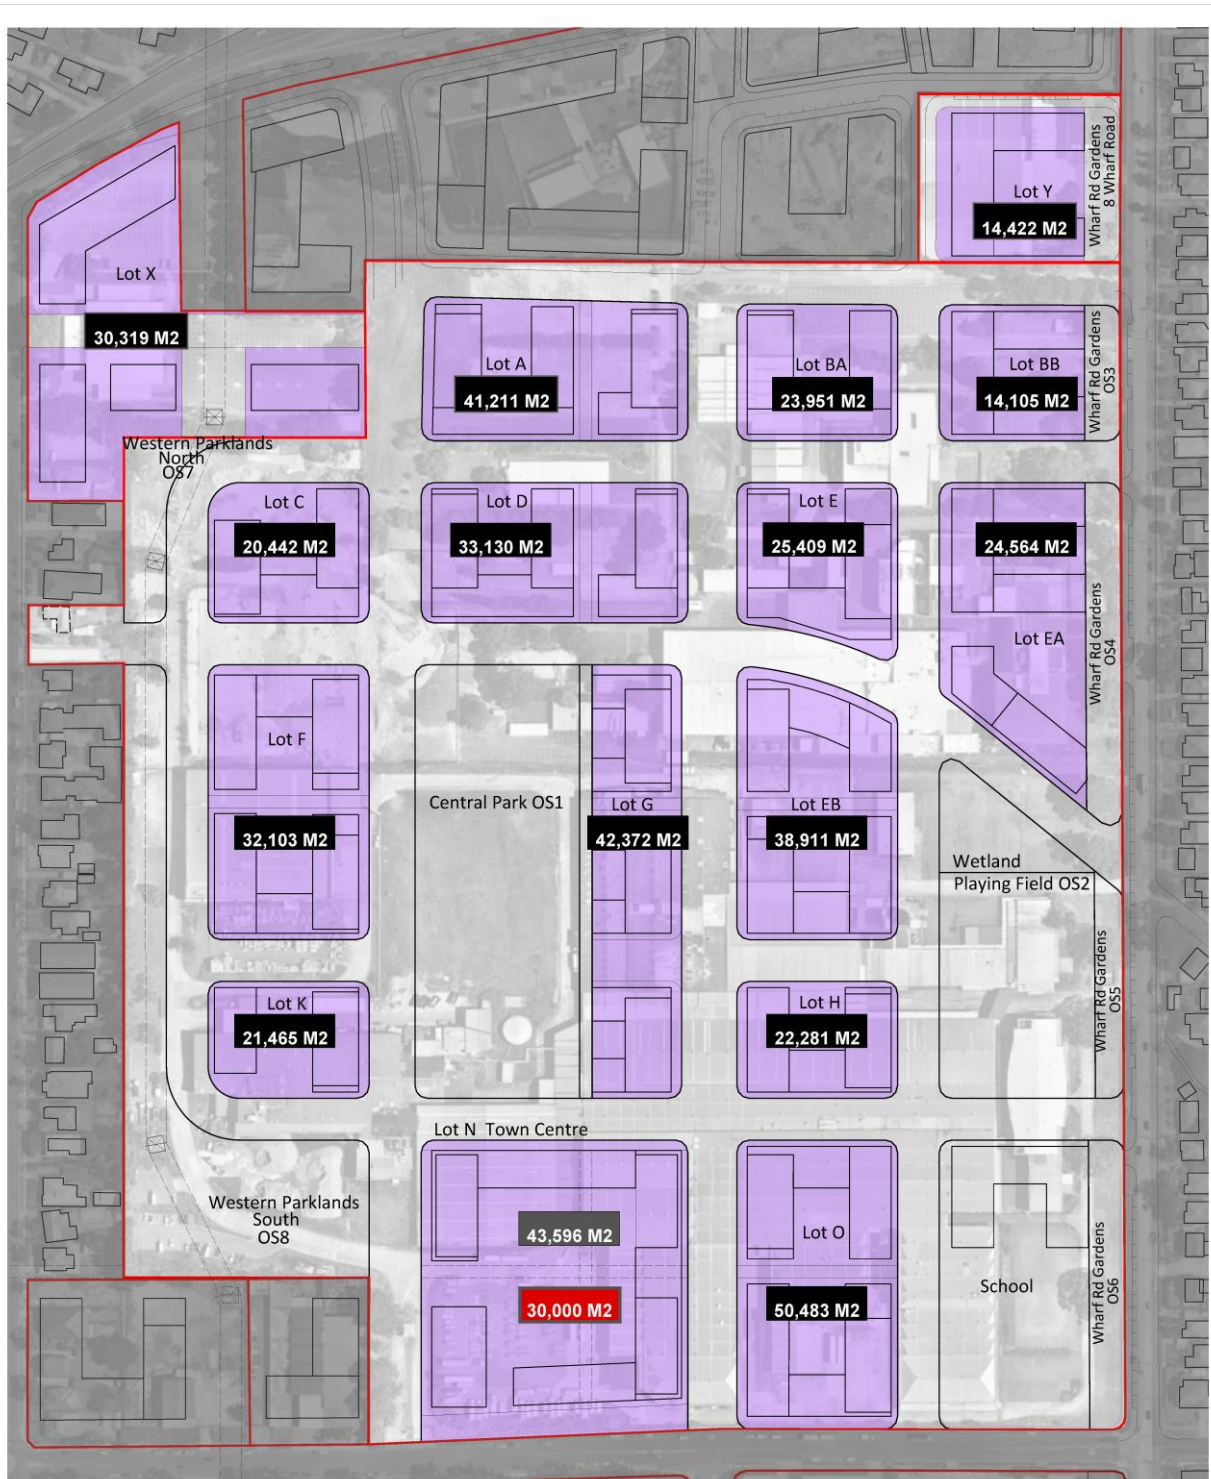 Lot Y
14,422 M2
Wharf Rd Gardens
8 Wharf Road
Lot X
30,319 M2
Lot A
41,211 M2
Lot BA
23,951 M2
Lot BB
14,105 M2
Wharf Rd Gardens
OS3
Western Parklands
North
OS7
Lot C
20,442 M2
Lot D
33,130 M2
Lot E
25,409 M2
24,564 M2
Lot EA
Wharf Rd Gardens
OS4
Lot F
32,103 M2
Central Park OS1
Lot G
42,372 M2
Lot EB
38,911 M2
Wetland
Playing Field OS2
Wharf Rd Gardens
OS5
Lot K
21,465 M2
Lot H
22,281 M2
Lot N Town Centre
43,596 M2
30,000 M2
Western Parklands
South
OS8
Lot O
50,483 M2
School
Wharf Rd Gardens
OS6